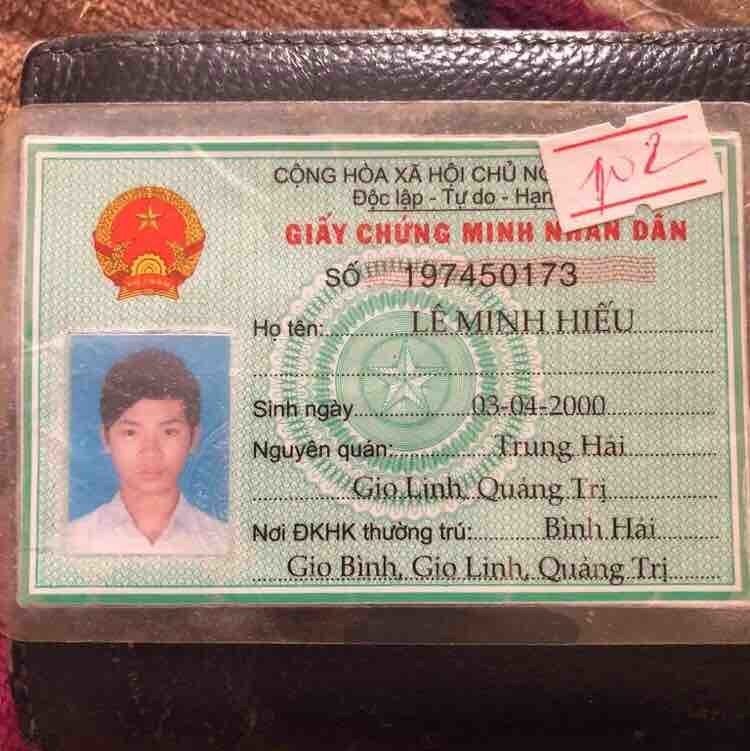 CỘNG HÒA XÃ HỘI CHỦ
Độc lập - Tự do -
102
GIẤY CHỨNG MINH NHÂN DÂN
SỐ 197450173
Họ tên: LÊ MINH HIẾU
Sinh ngày 03-04-2000
Nguyên quán: Trung Hải
Gio Linh, Quảng Trị
Nơi ĐKHK thường trú: Bình Hải
Gio Bình, Gio Linh, Quảng Trị